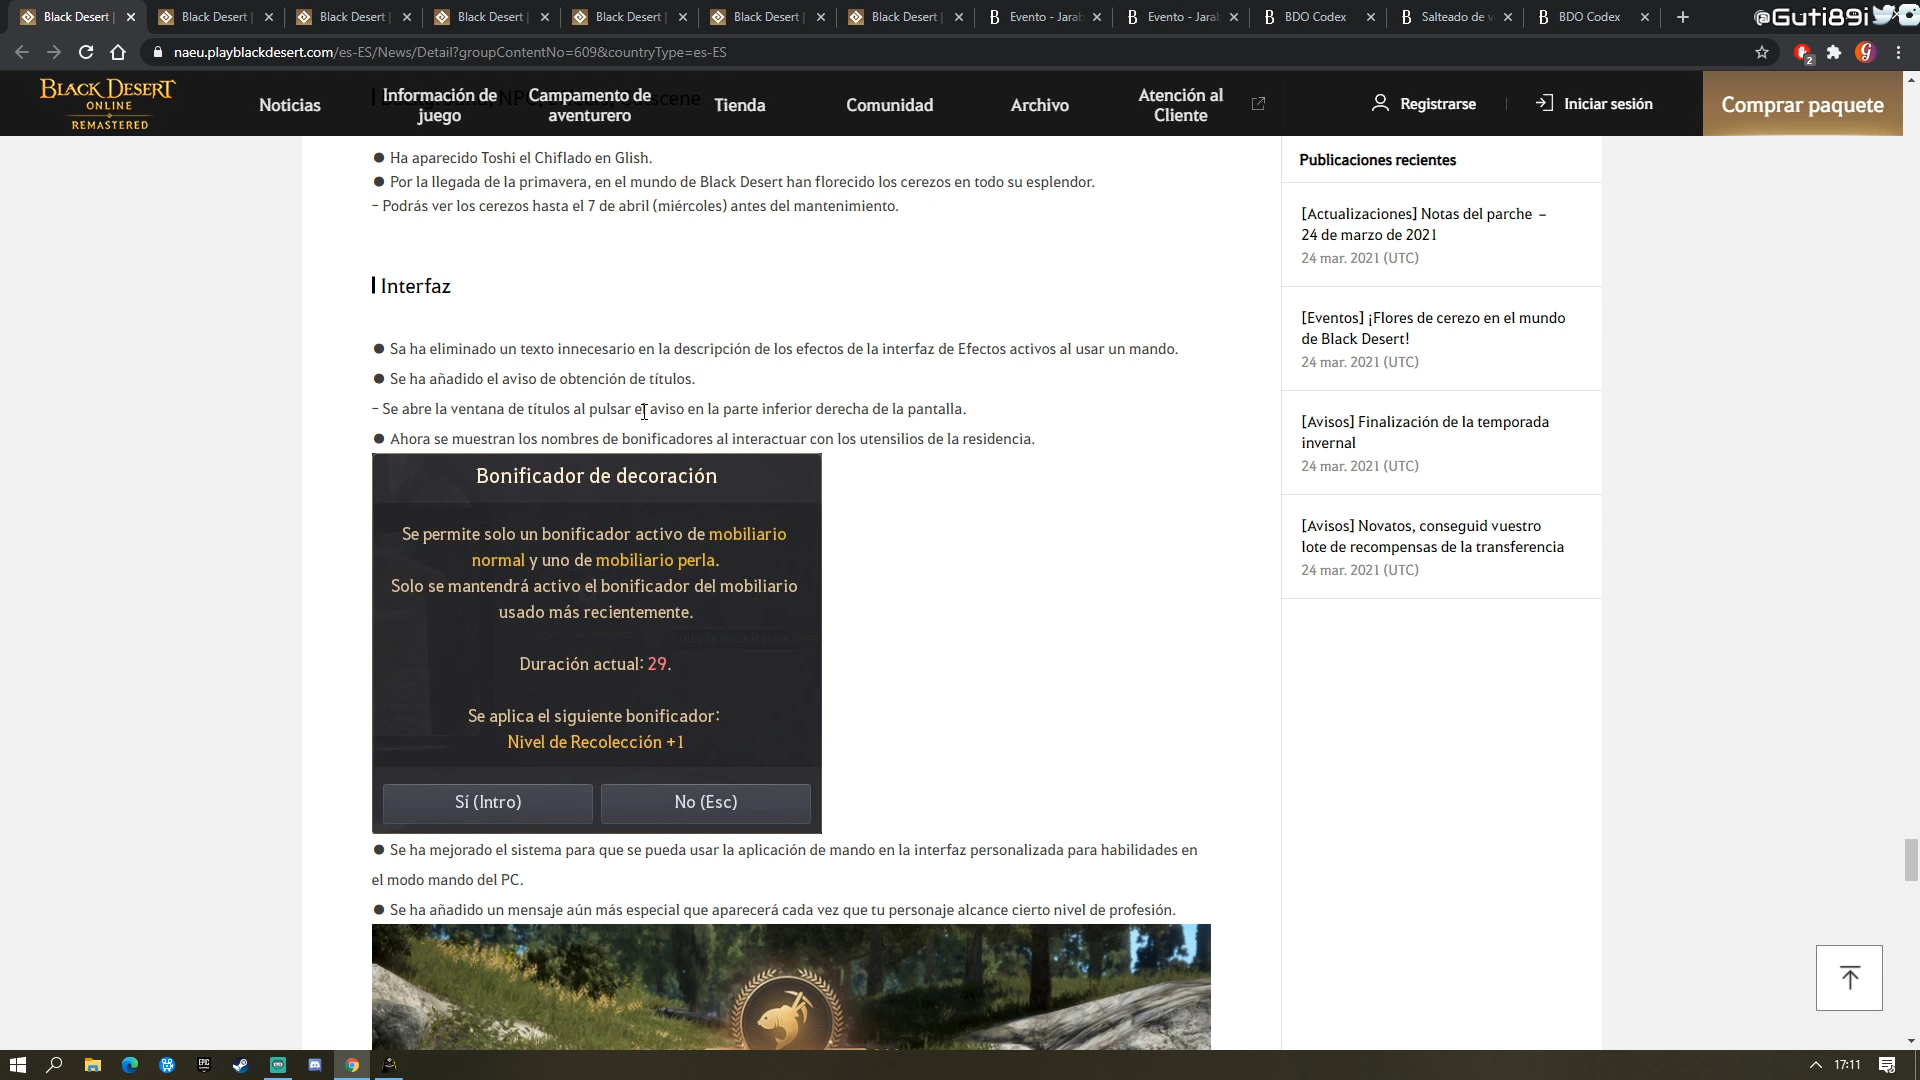 Black Desert |
Black Desert |
Black Desert |
Black Desert |
Black Desert |
Black Desert |
Black Desert |
Evento - Jara
Evento - Jara
BDO Codex
Salteado de v
BDO Codex
@Guti89i
naeu.playblackdesert.com/es-ES/News/Detail?groupContentNo=609&countryType=es-ES
2
BLACK DESERT
ONLINE
REMASTERED
Noticias
Información de
juego
Campamento de
aventurero
Tienda
Comunidad
Archivo
Atención al
Cliente
Registrarse
Iniciar sesión
Comprar paquete
● Ha aparecido Toshi el Chiflado en Glish.
● Por la llegada de la primavera, en el mundo de Black Desert han florecido los cerezos en todo su esplendor.
– Podrás ver los cerezos hasta el 7 de abril (miércoles) antes del mantenimiento.
Interfaz
● Sa ha eliminado un texto innecesario en la descripción de los efectos de la interfaz de Efectos activos al usar un mando.
● Se ha añadido el aviso de obtención de títulos.
– Se abre la ventana de títulos al pulsar el aviso en la parte inferior derecha de la pantalla.
● Ahora se muestran los nombres de bonificadores al interactuar con los utensilios de la residencia.
Bonificador de decoración
Se permite solo un bonificador activo de mobiliario
normal y uno de mobiliario perla.
Solo se mantendrá activo el bonificador del mobiliario
usado más recientemente.
Duración actual: 29.
Se aplica el siguiente bonificador:
Nivel de Recolección +1
Sí (Intro)
No (Esc)
● Se ha mejorado el sistema para que se pueda usar la aplicación de mando en la interfaz personalizada para habilidades en
el modo mando del PC.
● Se ha añadido un mensaje aún más especial que aparecerá cada vez que tu personaje alcance cierto nivel de profesión.
Publicaciones recientes
[Actualizaciones] Notas del parche –
24 de marzo de 2021
24 mar. 2021 (UTC)
[Eventos] ¡Flores de cerezo en el mundo
de Black Desert!
24 mar. 2021 (UTC)
[Avisos] Finalización de la temporada
invernal
24 mar. 2021 (UTC)
[Avisos] Novatos, conseguid vuestro
lote de recompensas de la transferencia
24 mar. 2021 (UTC)
EPIC
17:11